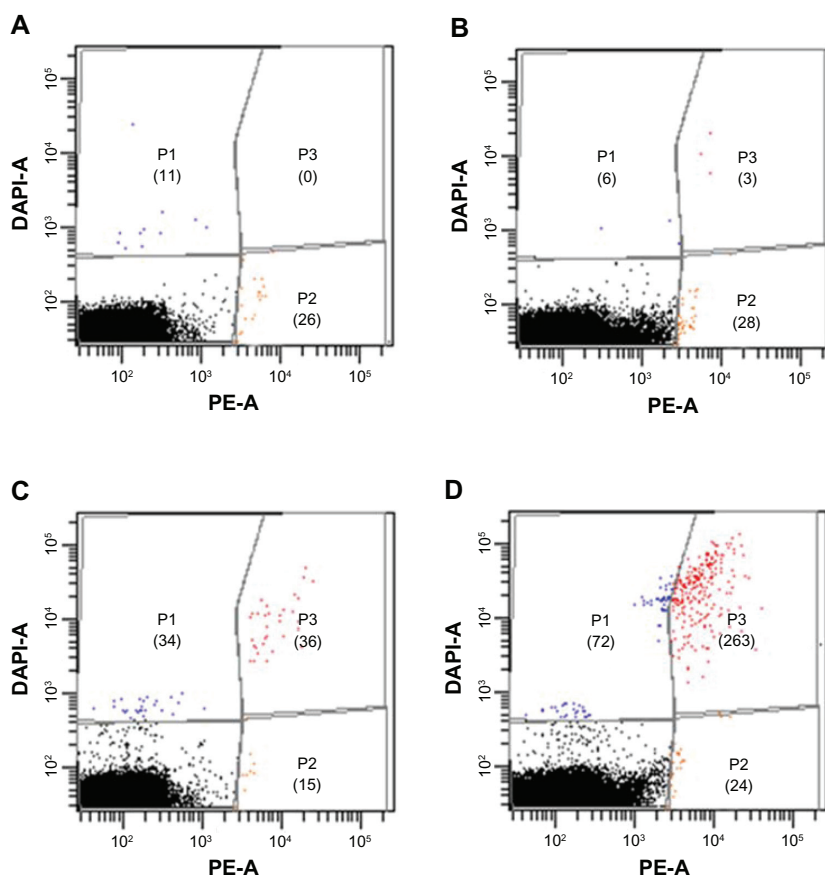 A
DAPI-A
10⁵
10⁴
10³
10²
P1
(11)
P3
(0)
P2
(26)
10² 10³ 10⁴ 10⁵
PE-A
B
DAPI-A
10⁵
10⁴
10³
10²
P1
(6)
P3
(3)
P2
(28)
10² 10³ 10⁴ 10⁵
PE-A
C
DAPI-A
10⁵
10⁴
10³
10²
P1
(34)
P3
(36)
P2
(15)
10² 10³ 10⁴ 10⁵
PE-A
D
DAPI-A
10⁵
10⁴
10³
10²
P1
(72)
P3
(263)
P2
(24)
10² 10³ 10⁴ 10⁵
PE-A